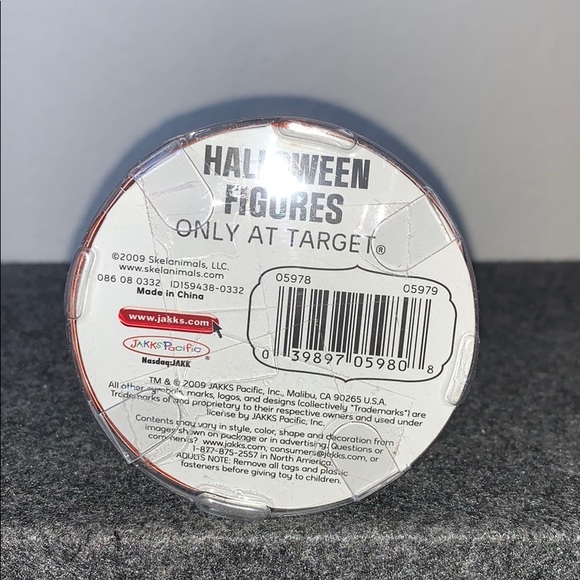 HALLOWEEN
FIGURES
ONLY AT TARGET®
©2009 Skelanimals, LLC.
www.skelanimals.com
086 08 0332 ID159438-0332
Made in China
05978 05979
www.jakks.com
JAKKS Pacific
Nasdaq:JAKK
0 39897 05980 8
TM & © 2009 JAKKS Pacific, Inc., Malibu, CA 90265 U.S.A.
All other symbols, marks, logos, and designs (collectively "Trademarks") are
Trademarks of and proprietary to their respective owners and used under
license by JAKKS Pacific, Inc.
Contents may vary in style, color, shape and decoration from
images shown on package or in advertising. Questions or
comments? www.jakks.com, consumers@jakks.com, or
1-877-875-2557 in North America.
ADULTS NOTE: Remove all tags and plastic
fasteners before giving toy to children.